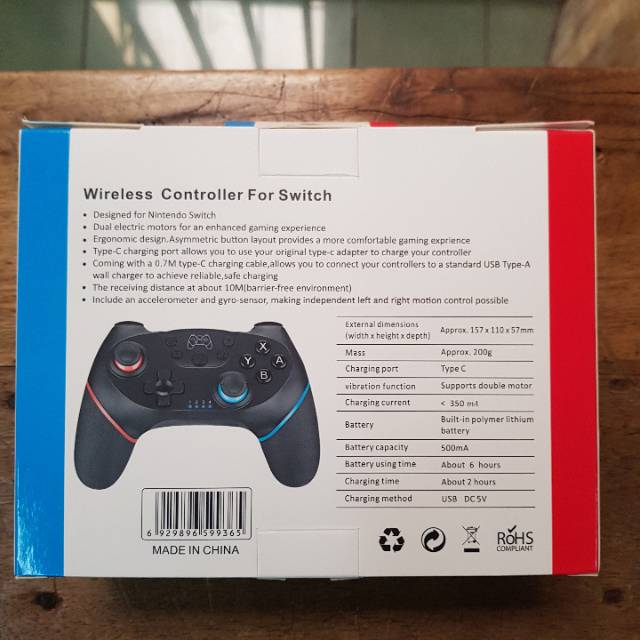 Wireless Controller For Switch
• Designed for Nintendo Switch
• Dual electric motors for an enhanced gaming experience
• Ergonomic design.Asymmetric button layout provides a more comfortable gaming exprience
• Type-C charging port allows you to use your original type-c adapter to charge your controller
• Coming with a 0.7M type-C charging cable,allows you to connect your controllers to a standard USB Type-A
wall charger to achieve reliable,safe charging
• The receiving distance at about 10M(barrier-free environment)
• Include an accelerometer and gyro-sensor, making independent left and right motion control possible
External dimensions
(width x height x depth) Approx. 157 x 110 x 57mm
Mass Approx. 200g
Charging port Type C
vibration function Supports double motor
Charging current < 350 mA
Battery Built-in polymer lithium
battery
Battery capacity 500mA
Battery using time About 6 hours
Charging time About 2 hours
Charging method USB DC 5V
X
Y A
B
1 2 3 4
6 929896 599365
MADE IN CHINA
RoHS
COMPLIANT